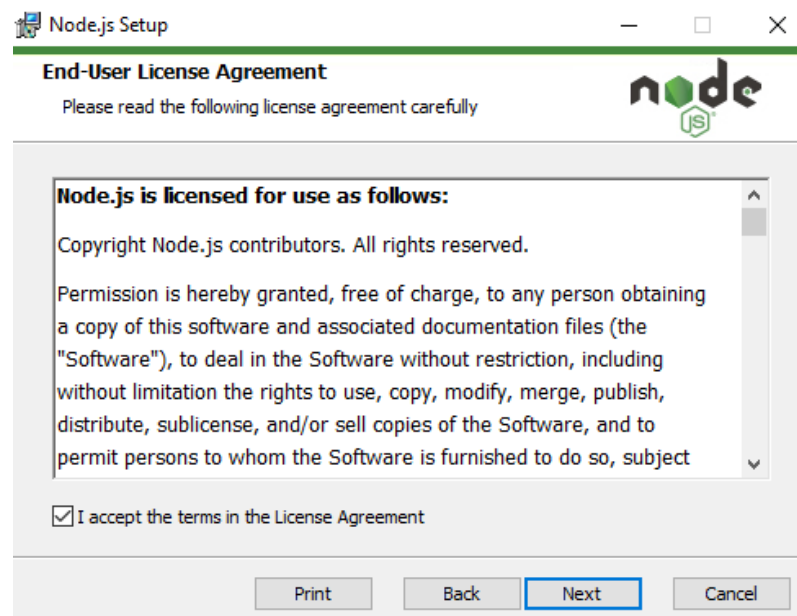 Node.js Setup
End-User License Agreement
Please read the following license agreement carefully
node
JS
Node.js is licensed for use as follows:
Copyright Node.js contributors. All rights reserved.
Permission is hereby granted, free of charge, to any person obtaining
a copy of this software and associated documentation files (the
"Software"), to deal in the Software without restriction, including
without limitation the rights to use, copy, modify, merge, publish,
distribute, sublicense, and/or sell copies of the Software, and to
permit persons to whom the Software is furnished to do so, subject
I accept the terms in the License Agreement
Print Back Next Cancel